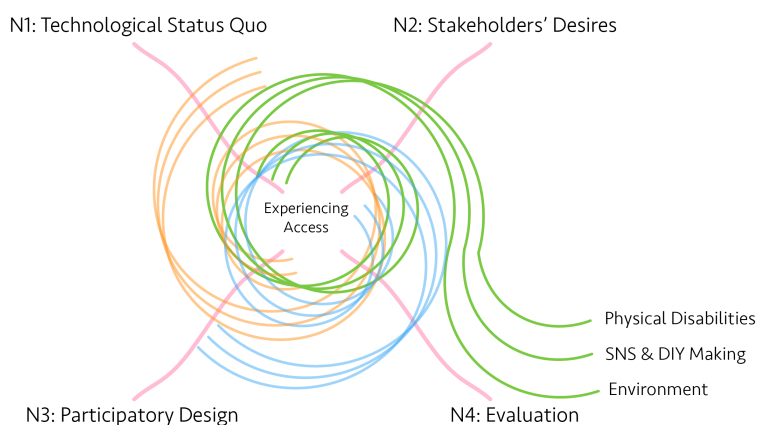 N1: Technological Status Quo
N2: Stakeholders’ Desires
Experiencing
Access
Physical Disabilities
SNS & DIY Making
Environment
N3: Participatory Design
N4: Evaluation